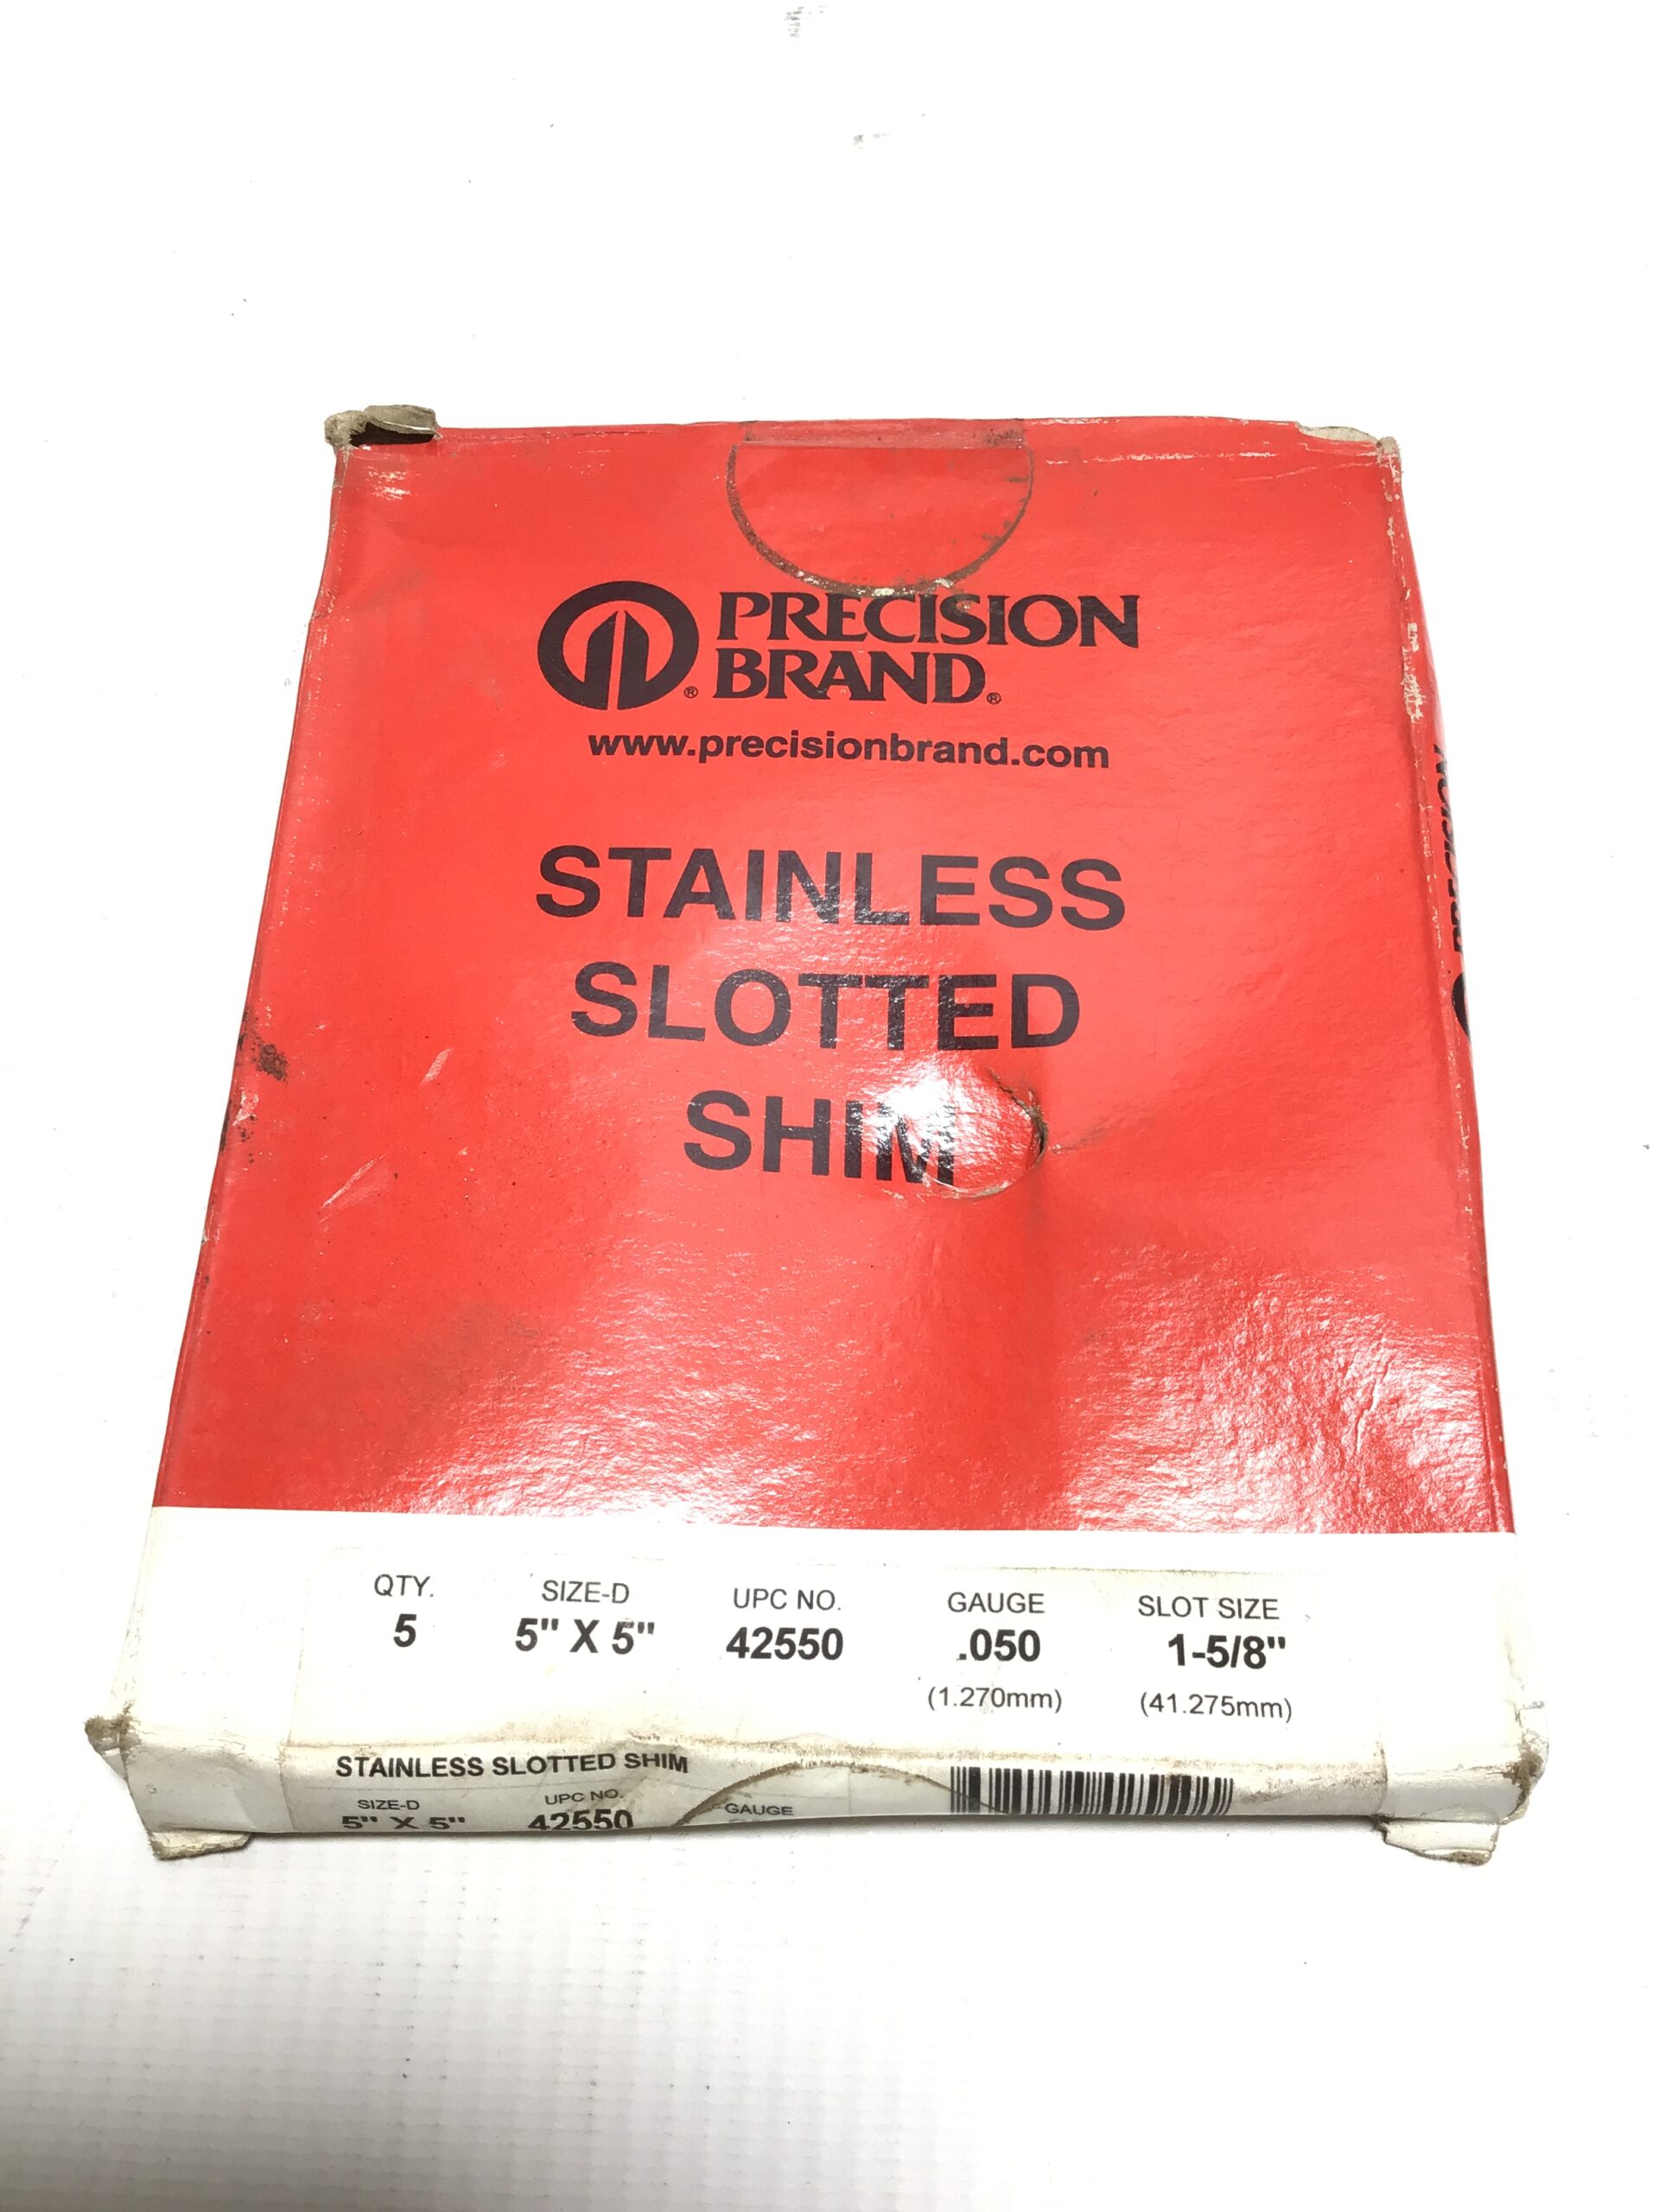 PRECISION
BRAND®
®
www.precisionbrand.com
STAINLESS
SLOTTED
SHIM
QTY. SIZE-D UPC NO. GAUGE SLOT SIZE
5 5" X 5" 42550 .050 1-5/8"
(1.270mm) (41.275mm)
STAINLESS SLOTTED SHIM
SIZE-D UPC NO. GAUGE
5" X 5" 42550
PRECISION